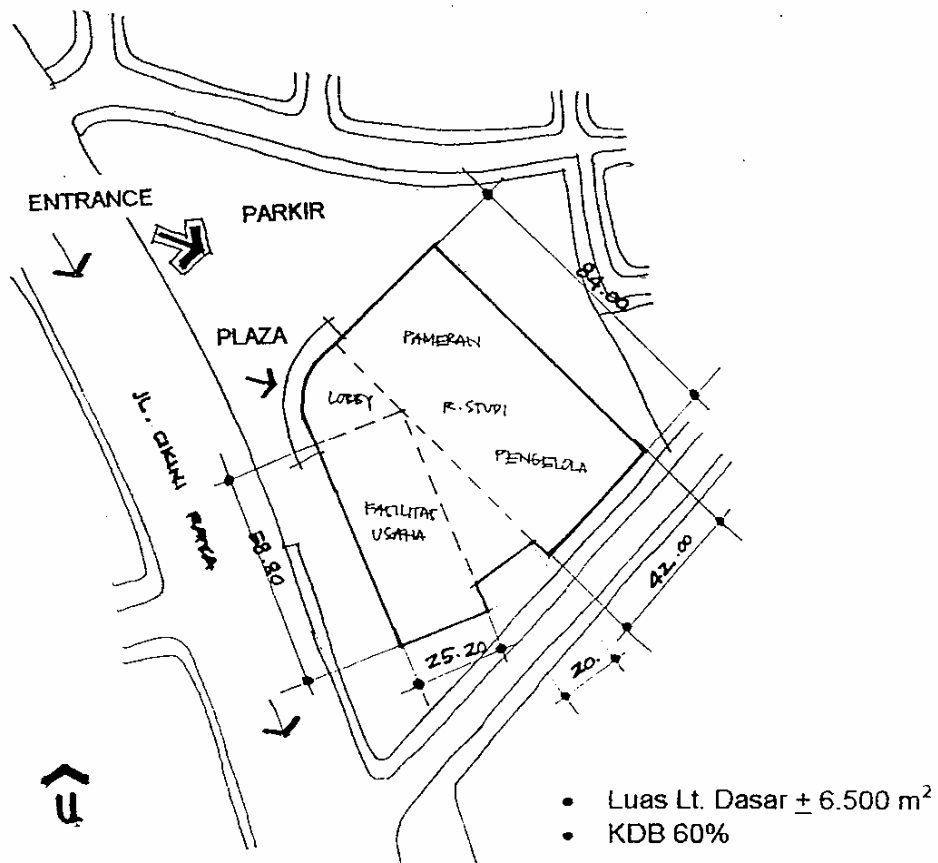 ENTRANCE
PARKIR
84.00
PLAZA
PAMERAN
LOBBY
R. STUDI
JL. CIKINI RAYA
PENGELOLA
FASILITAS
USAHA
58.80
42.00
25.20
20.
U
• Luas Lt. Dasar ± 6.500 m²
• KDB 60%